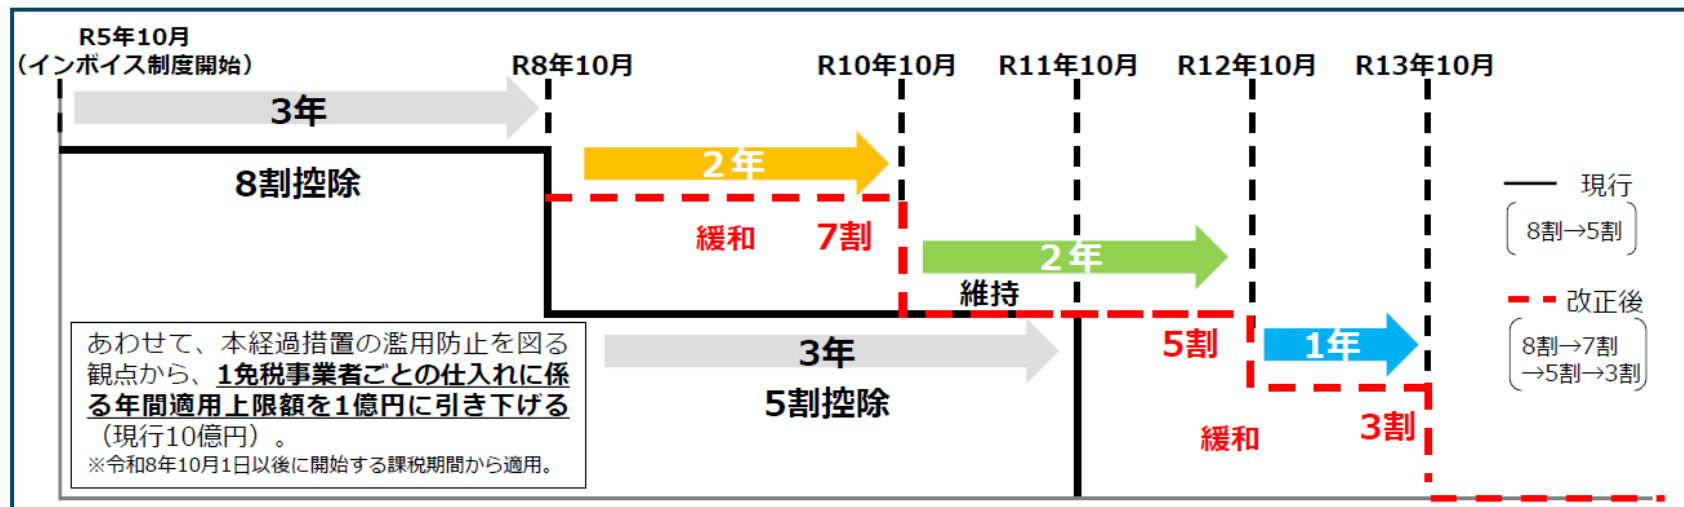 R5年10月
（インボイス制度開始）
R8年10月
R10年10月
R11年10月
R12年10月
R13年10月
3年
8割控除
２年
緩和
7割
２年
維持
5割
1年
緩和
3割
3年
5割控除
あわせて、本経過措置の濫用防止を図る
観点から、1免税事業者ごとの仕入れに係
る年間適用上限額を1億円に引き下げる
（現行10億円）。
※令和8年10月1日以後に開始する課税期間から適用。
現行
8割→5割
改正後
8割→7割
→5割→3割